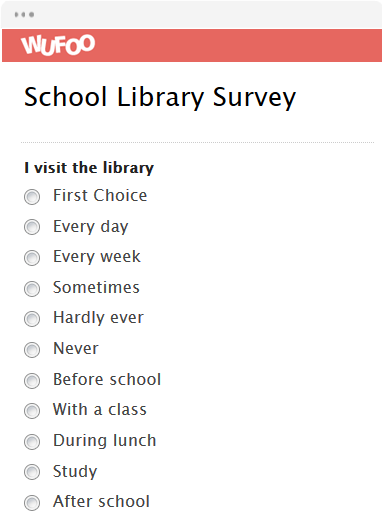 WUFOO
School Library Survey
I visit the library
First Choice
Every day
Every week
Sometimes
Hardly ever
Never
Before school
With a class
During lunch
Study
After school